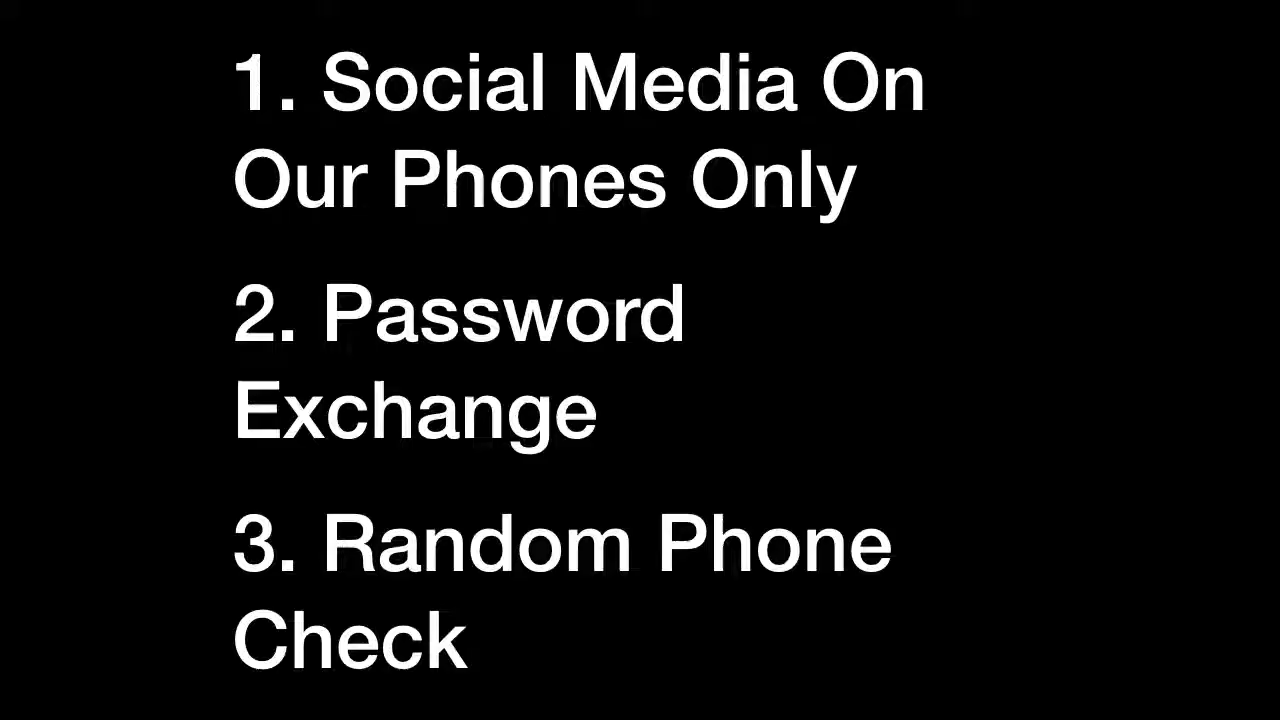 1. Social Media On
Our Phones Only
2. Password
Exchange
3. Random Phone
Check